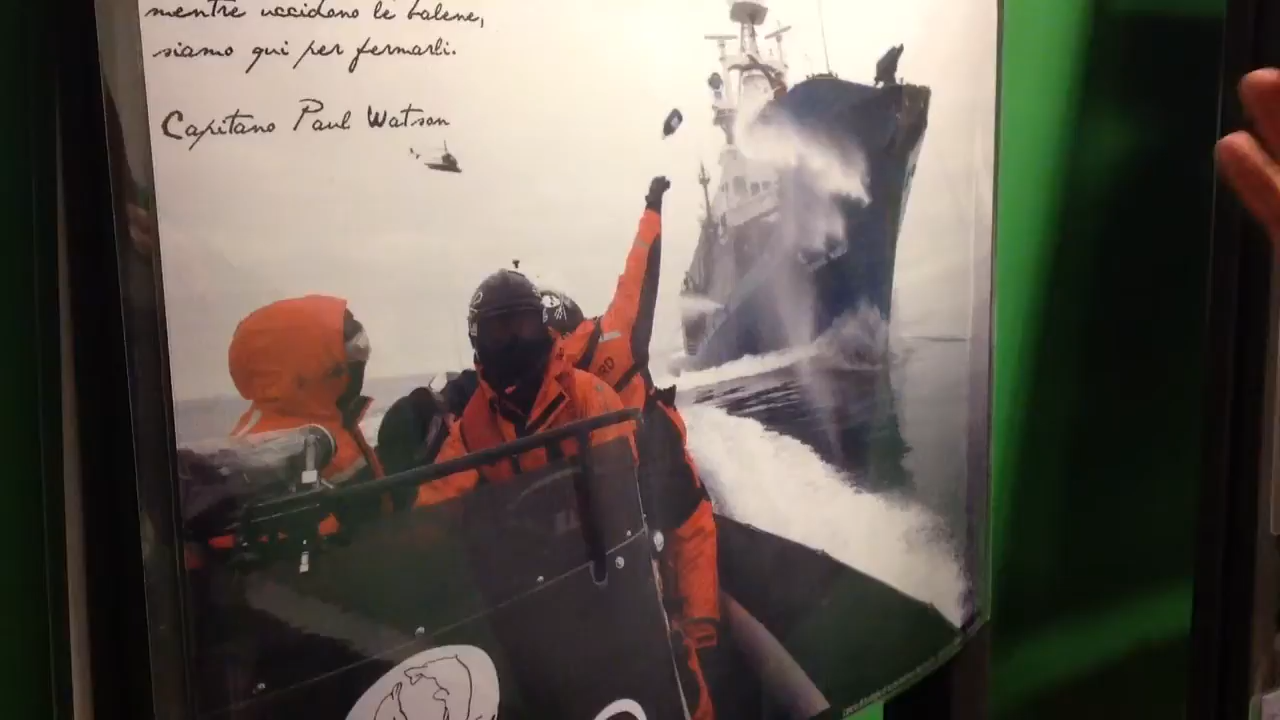 mentre uccidono le balene,
siamo qui per fermarli.
Capitano Paul Watson